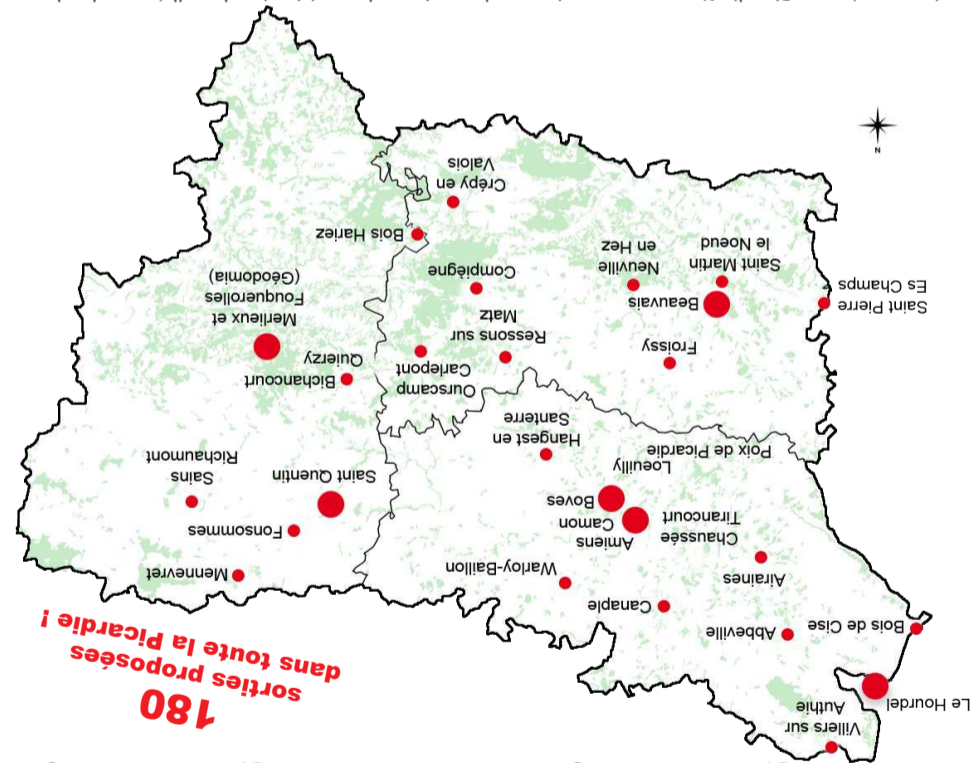 Villers sur
Authie
Le Hourdel
180
sorties proposées
dans toute la Picardie !
Bois de Cise
Abbeville
Canaple
Warloy-Baillon
Mennevret
Airaines
Chaussée
Tirancourt
Amiens
Camon
Boves
Fonsommes
Saint Quentin
Sains
Richaumont
Loeuilly
Poix de Picardie
Hangest en
Santerre
Froissy
Ourscamp
Carlepont
Ressons sur
Matz
Bichancourt
Quierzy
Merlieux et
Fouquerolles
(Géodomia)
Saint Pierre
Es Champs
Beauvais
Saint Martin
le Noeud
Neuville
en Hez
Compiègne
Bois Hariez
Crépy en
Valois
N